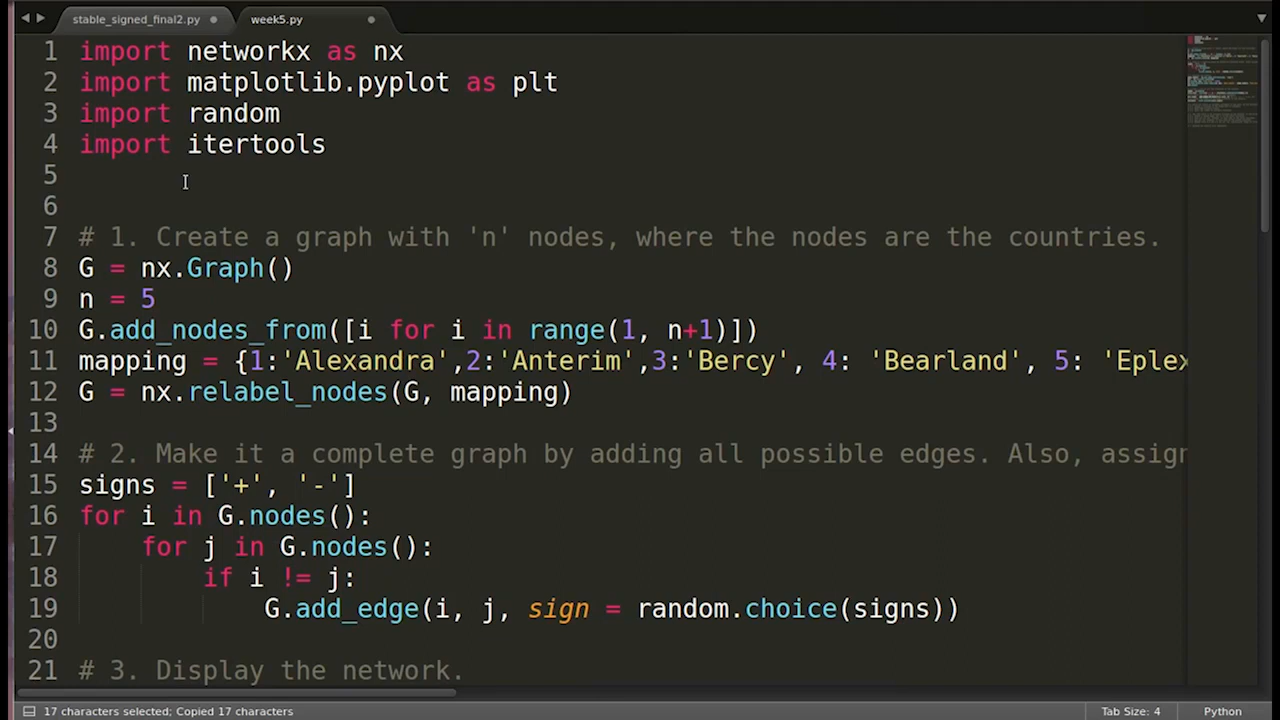 stable_signed_final2.py week5.py
1 import networkx as nx
2 import matplotlib.pyplot as plt
3 import random
4 import itertools
5
6
7 # 1. Create a graph with 'n' nodes, where the nodes are the countries.
8 G = nx.Graph()
9 n = 5
10 G.add_nodes_from([i for i in range(1, n+1)])
11 mapping = {1:'Alexandra',2:'Anterim',3:'Bercy', 4: 'Bearland', 5: 'Eplex
12 G = nx.relabel_nodes(G, mapping)
13
14 # 2. Make it a complete graph by adding all possible edges. Also, assign
15 signs = ['+', '-']
16 for i in G.nodes():
17     for j in G.nodes():
18         if i != j:
19             G.add_edge(i, j, sign = random.choice(signs))
20
21 # 3. Display the network.
17 characters selected; Copied 17 characters Tab Size: 4 Python